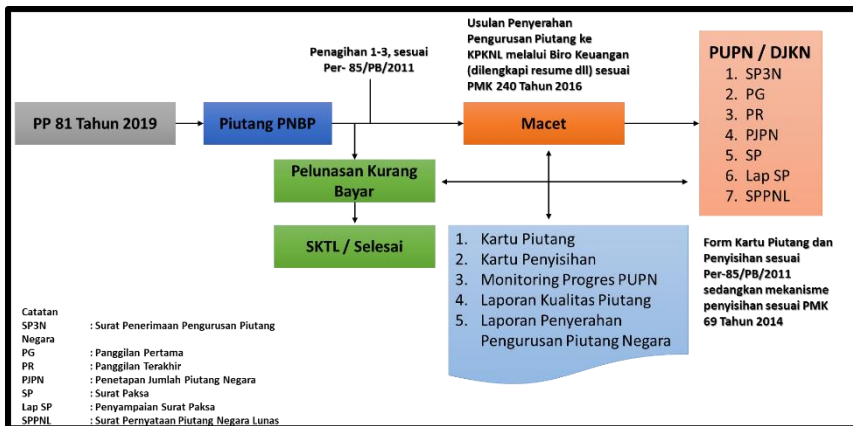 Penagihan 1-3, sesuai
Per- 85/PB/2011
Usulan Penyerahan
Pengurusan Piutang ke
KPKNL melalui Biro Keuangan
(dilengkapi resume dll) sesuai
PMK 240 Tahun 2016
PUPN / DJKN
1. SP3N
2. PG
3. PR
4. PJPN
5. SP
6. Lap SP
7. SPPNL
PP 81 Tahun 2019
Piutang PNBP
Macet
Pelunasan Kurang
Bayar
SKTL / Selesai
1. Kartu Piutang
2. Kartu Penyisihan
3. Monitoring Progres PUPN
4. Laporan Kualitas Piutang
5. Laporan Penyerahan
Pengurusan Piutang Negara
Form Kartu Piutang dan
Penyisihan sesuai
Per-85/PB/2011
sedangkan mekanisme
penyisihan sesuai PMK
69 Tahun 2014
Catatan
SP3N : Surat Penerimaan Pengurusan Piutang
Negara
PG : Panggilan Pertama
PR : Panggilan Terakhir
PJPN : Penetapan Jumlah Piutang Negara
SP : Surat Paksa
Lap SP : Penyampaian Surat Paksa
SPPNL : Surat Pernyataan Piutang Negara Lunas